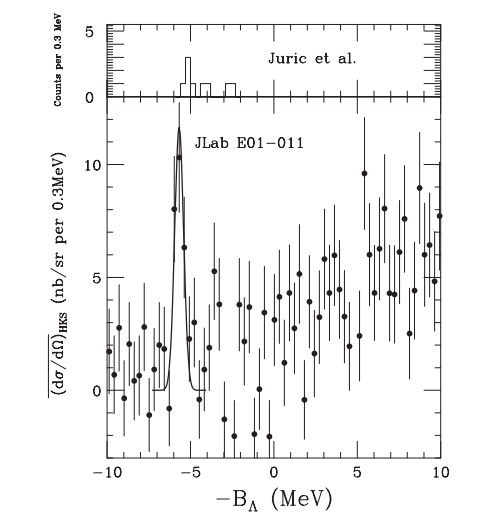 5
0
Counts per 0.3 MeV
Juric et al.
JLab E01-011
10
5
0
(dσ/dΩ)HKS (nb/sr per 0.3MeV)
−10 −5 0 5 10
−BΛ (MeV)